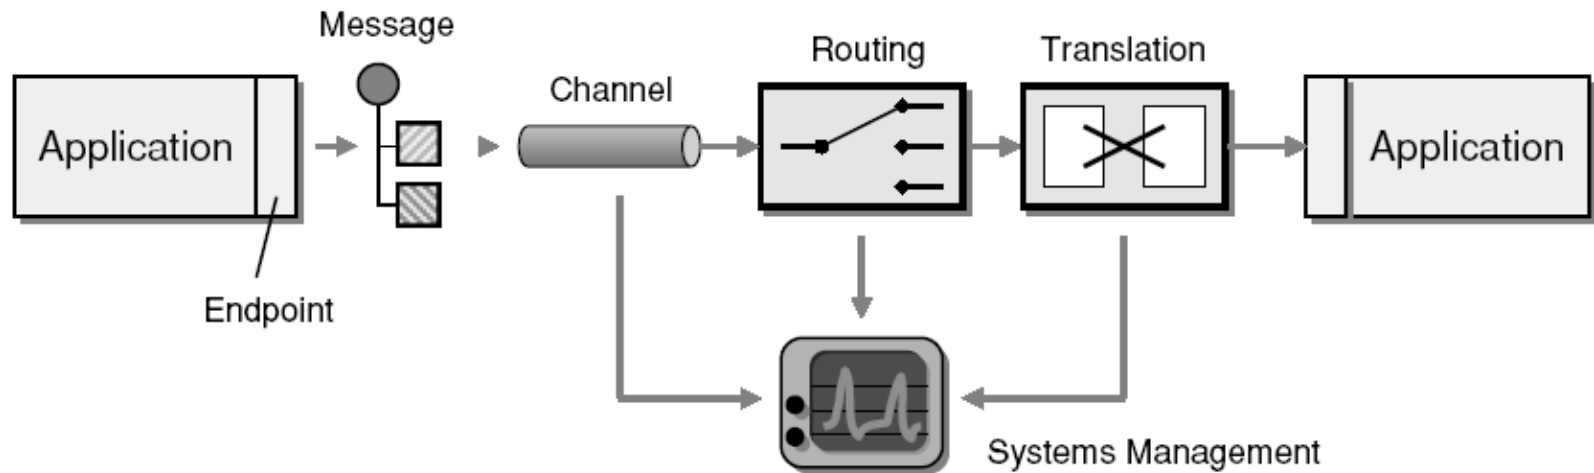 Message
Channel
Routing
Translation
Application
Application
Endpoint
Systems Management